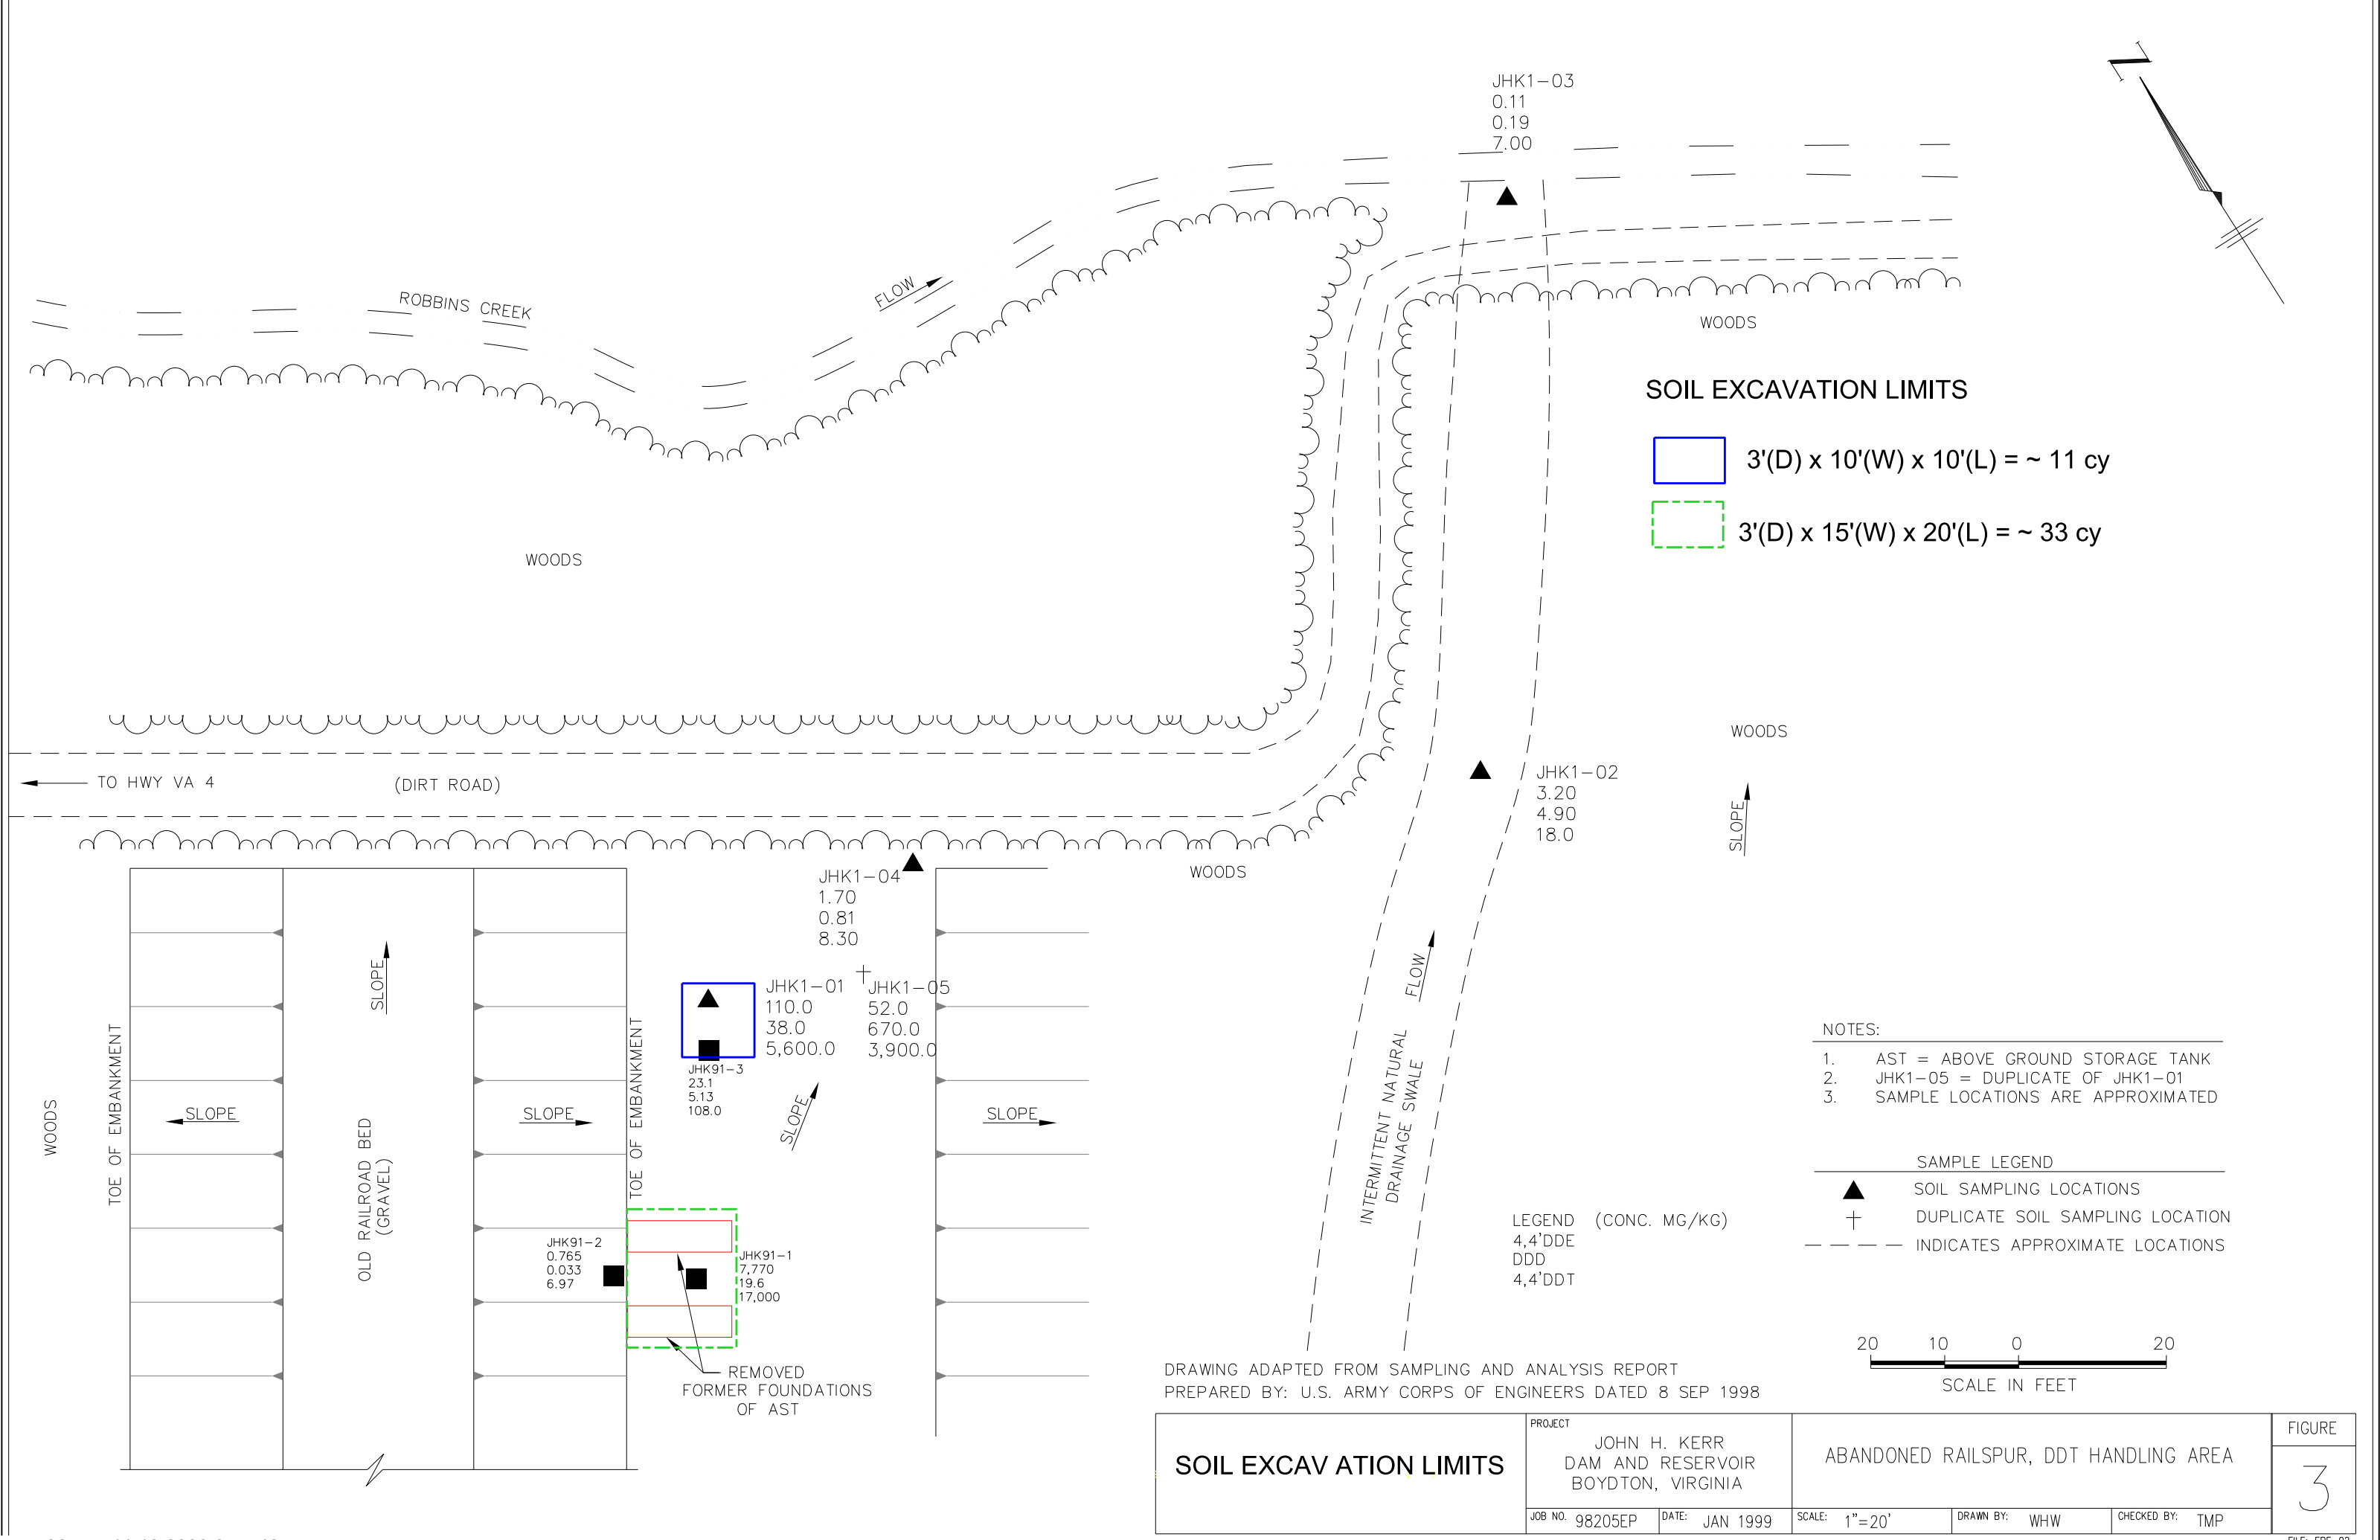 JHK1-03
0.11
0.19
7.00
ROBBINS CREEK
FLOW
WOODS
SOIL EXCAVATION LIMITS
3'(D) x 10'(W) x 10'(L) = ~ 11 cy
3'(D) x 15'(W) x 20'(L) = ~ 33 cy
WOODS
WOODS
TO HWY VA 4
(DIRT ROAD)
JHK1-02
3.20
4.90
18.0
SLOPE
WOODS
JHK1-04
1.70
0.81
8.30
SLOPE
JHK1-01
110.0
38.0
5,600.0
JHK1-05
52.0
670.0
3,900.0
FLOW
JHK91-3
23.1
5.13
108.0
WOODS
TOE OF EMBANKMENT
SLOPE
OLD RAILROAD BED
(GRAVEL)
SLOPE
TOE OF EMBANKMENT
SLOPE
SLOPE
INTERMITTENT NATURAL
DRAINAGE SWALE
NOTES:
1. AST = ABOVE GROUND STORAGE TANK
2. JHK1-05 = DUPLICATE OF JHK1-01
3. SAMPLE LOCATIONS ARE APPROXIMATED
SAMPLE LEGEND
SOIL SAMPLING LOCATIONS
DUPLICATE SOIL SAMPLING LOCATION
INDICATES APPROXIMATE LOCATIONS
JHK91-2
0.765
0.033
6.97
JHK91-1
7,770
19.6
17,000
LEGEND (CONC. MG/KG)
4,4'DDE
DDD
4,4'DDT
REMOVED
FORMER FOUNDATIONS
OF AST
20 10 0 20
SCALE IN FEET
DRAWING ADAPTED FROM SAMPLING AND ANALYSIS REPORT
PREPARED BY: U.S. ARMY CORPS OF ENGINEERS DATED 8 SEP 1998
SOIL EXCAV ATION LIMITS
PROJECT
JOHN H. KERR
DAM AND RESERVOIR
BOYDTON, VIRGINIA
ABANDONED RAILSPUR, DDT HANDLING AREA
FIGURE
3
JOB NO. 98205EP
DATE: JAN 1999
SCALE: 1"=20'
DRAWN BY: WHW
CHECKED BY: TMP